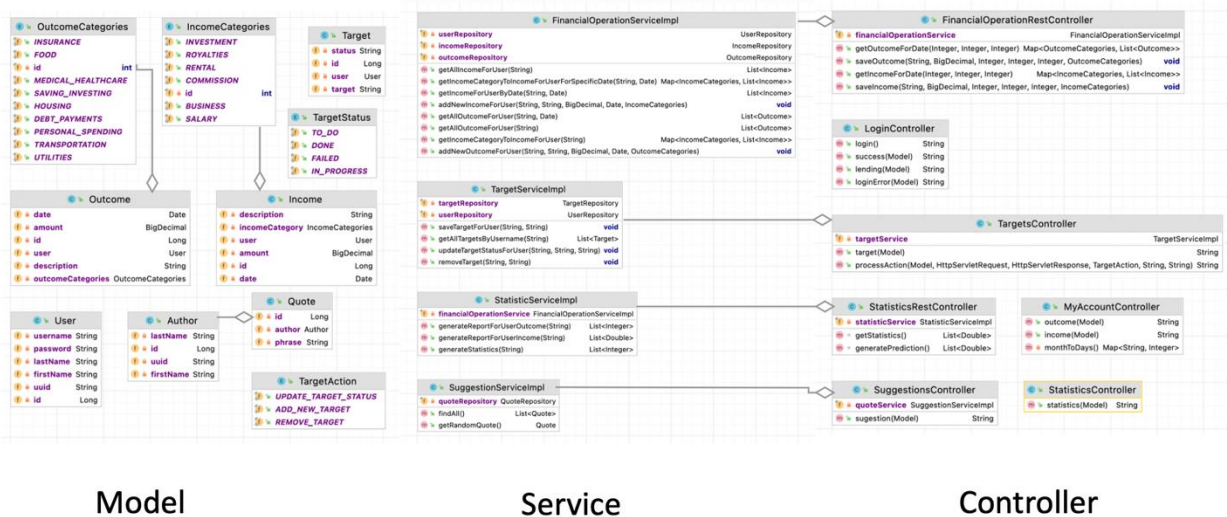 OutcomeCategories
INSURANCE
FOOD
id int
MEDICAL_HEALTHCARE
SAVING_INVESTING
HOUSING
DEBT_PAYMENTS
PERSONAL_SPENDING
TRANSPORTATION
UTILITIES
IncomeCategories
INVESTMENT
ROYALTIES
RENTAL
COMMISSION
id int
BUSINESS
SALARY
Target
status String
id Long
user User
target String
TargetStatus
TO_DO
DONE
FAILED
IN_PROGRESS
Outcome
date Date
amount BigDecimal
id Long
user User
description String
outcomeCategories OutcomeCategories
Income
description String
incomeCategory IncomeCategories
user User
amount BigDecimal
id Long
date Date
User
username String
password String
lastName String
firstName String
uuid String
id Long
Author
lastName String
id Long
uuid String
firstName String
Quote
id Long
author Author
phrase String
TargetAction
UPDATE_TARGET_STATUS
ADD_NEW_TARGET
REMOVE_TARGET
Model
FinancialOperationServiceImpl
userRepository UserRepository
incomeRepository IncomeRepository
outcomeRepository OutcomeRepository
getAllIncomeForUser(String) List<Income>
getIncomeCategoryToIncomeForUserForSpecificDate(String, Date) Map<IncomeCategories, List<Income>>
getIncomeForUserByDate(String, Date) List<Income>
addNewIncomeForUser(String, String, BigDecimal, Date, IncomeCategories) void
getAllOutcomeForUser(String, Date) List<Outcome>
getAllOutcomeForUser(String) List<Outcome>
getIncomeCategoryToIncomeForUser(String) Map<IncomeCategories, List<Income>>
addNewOutcomeForUser(String, String, BigDecimal, Date, OutcomeCategories) void
TargetServiceImpl
targetRepository TargetRepository
userRepository UserRepository
saveTargetForUser(String, String) void
getAllTargetsByUsername(String) List<Target>
updateTargetStatusForUser(String, String, String) void
removeTarget(String, String) void
StatisticServiceImpl
financialOperationService FinancialOperationServiceImpl
generateReportForUserOutcome(String) List<Integer>
generateReportForUserIncome(String) List<Double>
generateStatistics(String) List<Integer>
SuggestionServiceImpl
quoteRepository QuoteRepository
findAll() List<Quote>
getRandomQuote() Quote
Service
FinancialOperationRestController
financialOperationService FinancialOperationServiceImpl
getOutcomeForDate(Integer, Integer, Integer) Map<OutcomeCategories, List<Outcome>>
saveOutcome(String, BigDecimal, Integer, Integer, Integer, OutcomeCategories) void
getIncomeForDate(Integer, Integer, Integer) Map<IncomeCategories, List<Income>>
saveIncome(String, BigDecimal, Integer, Integer, Integer, IncomeCategories) void
LoginController
login() String
success(Model) String
lending(Model) String
loginError(Model) String
TargetsController
targetService TargetServiceImpl
target(Model) String
processAction(Model, HttpServletRequest, HttpServletResponse, TargetAction, String, String) String
StatisticsRestController
statisticService StatisticServiceImpl
getStatistics() List<Double>
generatePrediction() List<Double>
MyAccountController
outcome(Model) String
income(Model) String
monthToDays() Map<String, Integer>
SuggestionsController
quoteService SuggestionServiceImpl
sugestion(Model) String
StatisticsController
statistics(Model) String
Controller